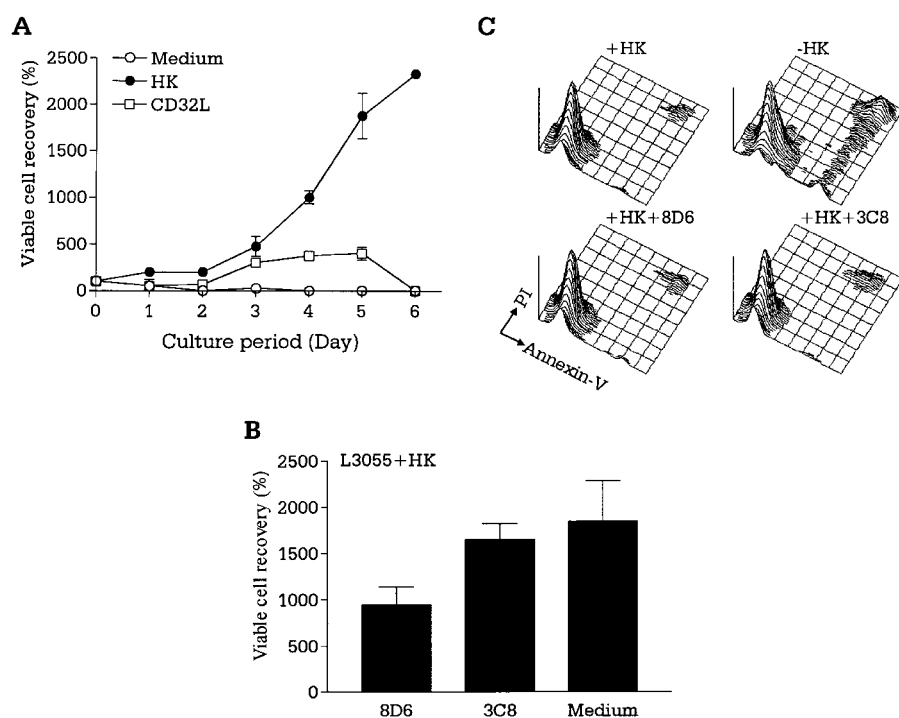 A
Medium
HK
CD32L
2500
2000
1500
1000
500
0
Viable cell recovery (%)
0 1 2 3 4 5 6
Culture period (Day)
C
+HK
-HK
+HK+8D6
+HK+3C8
PI
Annexin-V
B
L3055+HK
2500
2000
1500
1000
500
0
Viable cell recovery (%)
8D6 3C8 Medium